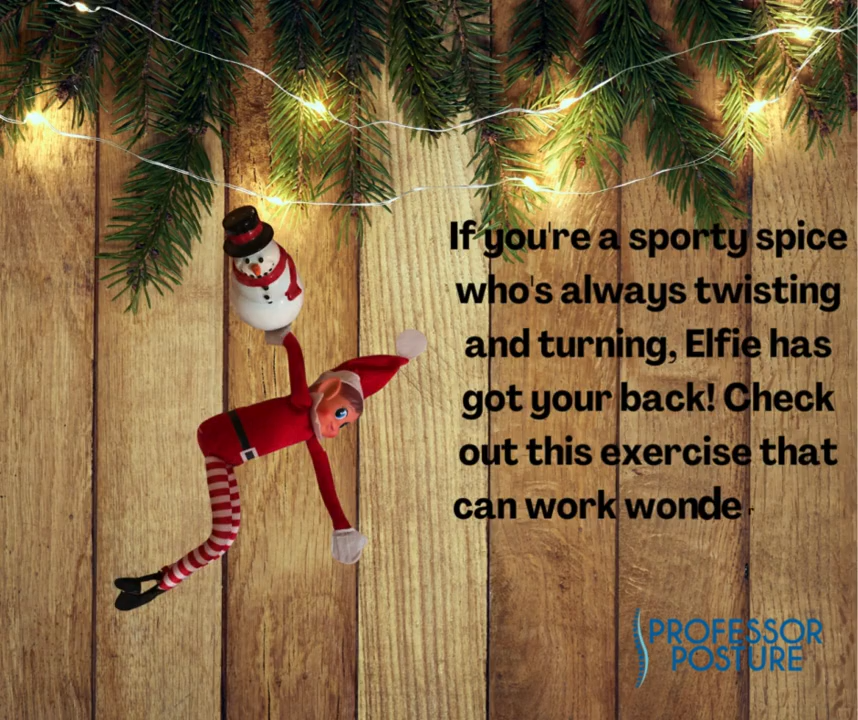 If you're a sporty spice
who's always twisting
and turning, Elfie has
got your back! Check
out this exercise that
can work wonde
PROFESSOR
POSTURE